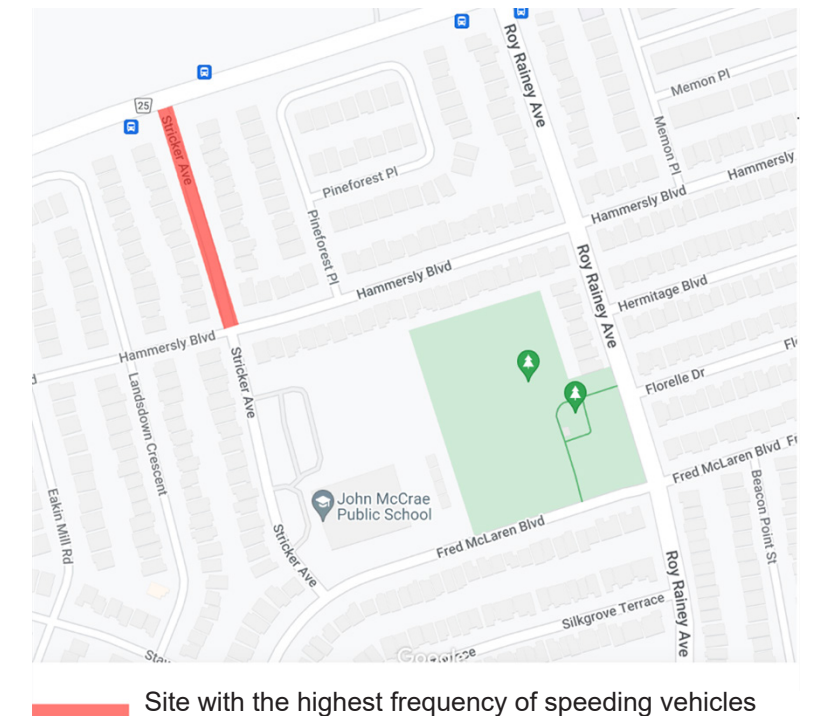 Roy Rainey Ave
25
Stricker Ave
Memon Pl
Memon Pl
Pineforest Pl
Pineforest Pl
Hammersly
Hammersly Blvd
Hammersly Blvd
Hammersly Blvd
Roy Rainey Ave
Hermitage Blvd
Stricker Ave
Landsdown Crescent
Florelle Dr
Fl
Fred McLaren Blvd
Fr
Eakin Mill Rd
John McCrae
Public School
Beacon Point St
Stricker Ave
Fred McLaren Blvd
Roy Rainey Ave
Silkgrove Terrace
Google
Site with the highest frequency of speeding vehicles